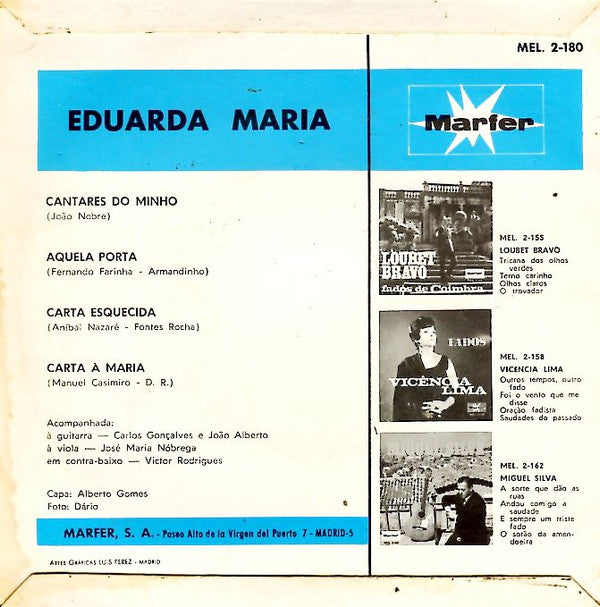 MEL. 2-180
EDUARDA MARIA
Marfer
CANTARES DO MINHO
(João Nobre)
AQUELA PORTA
(Fernando Farinha - Armandinho)
CARTA ESQUECIDA
(Aníbal Nazaré - Fontes Rocha)
CARTA À MARIA
(Manuel Casimiro - D. R.)
Acompanhada:
à guitarra — Carlos Gonçalves e João Alberto
à viola — José Maria Nóbrega
em contra-baixo — Victor Rodrigues
Capa: Alberto Gomes
Foto: Dário
MARFER, S. A. - Paseo Alto de la Virgen del Puerto 7 - MADRID-5
ARTES GRÁFICAS LUIS PEREZ - MADRID
LOUBET
BRAVO
fados de Coimbra
MEL. 2-155
LOUBET BRAVO
Tricana dos olhos
verdes
Terno carinho
Olhos claros
O trovador
FADOS
VICÊNCIA
LIMA
MEL. 2-158
VICENCIA LIMA
Outros tempos, outro
fado
Foi o vento que me
disse
Oração fadista
Saudades do passado
MEL. 2-162
MIGUEL SILVA
A sorte que dão as
ruas
Andou comigo a
saudade
E sempre um triste
fado
O sotão da amen-
doeira